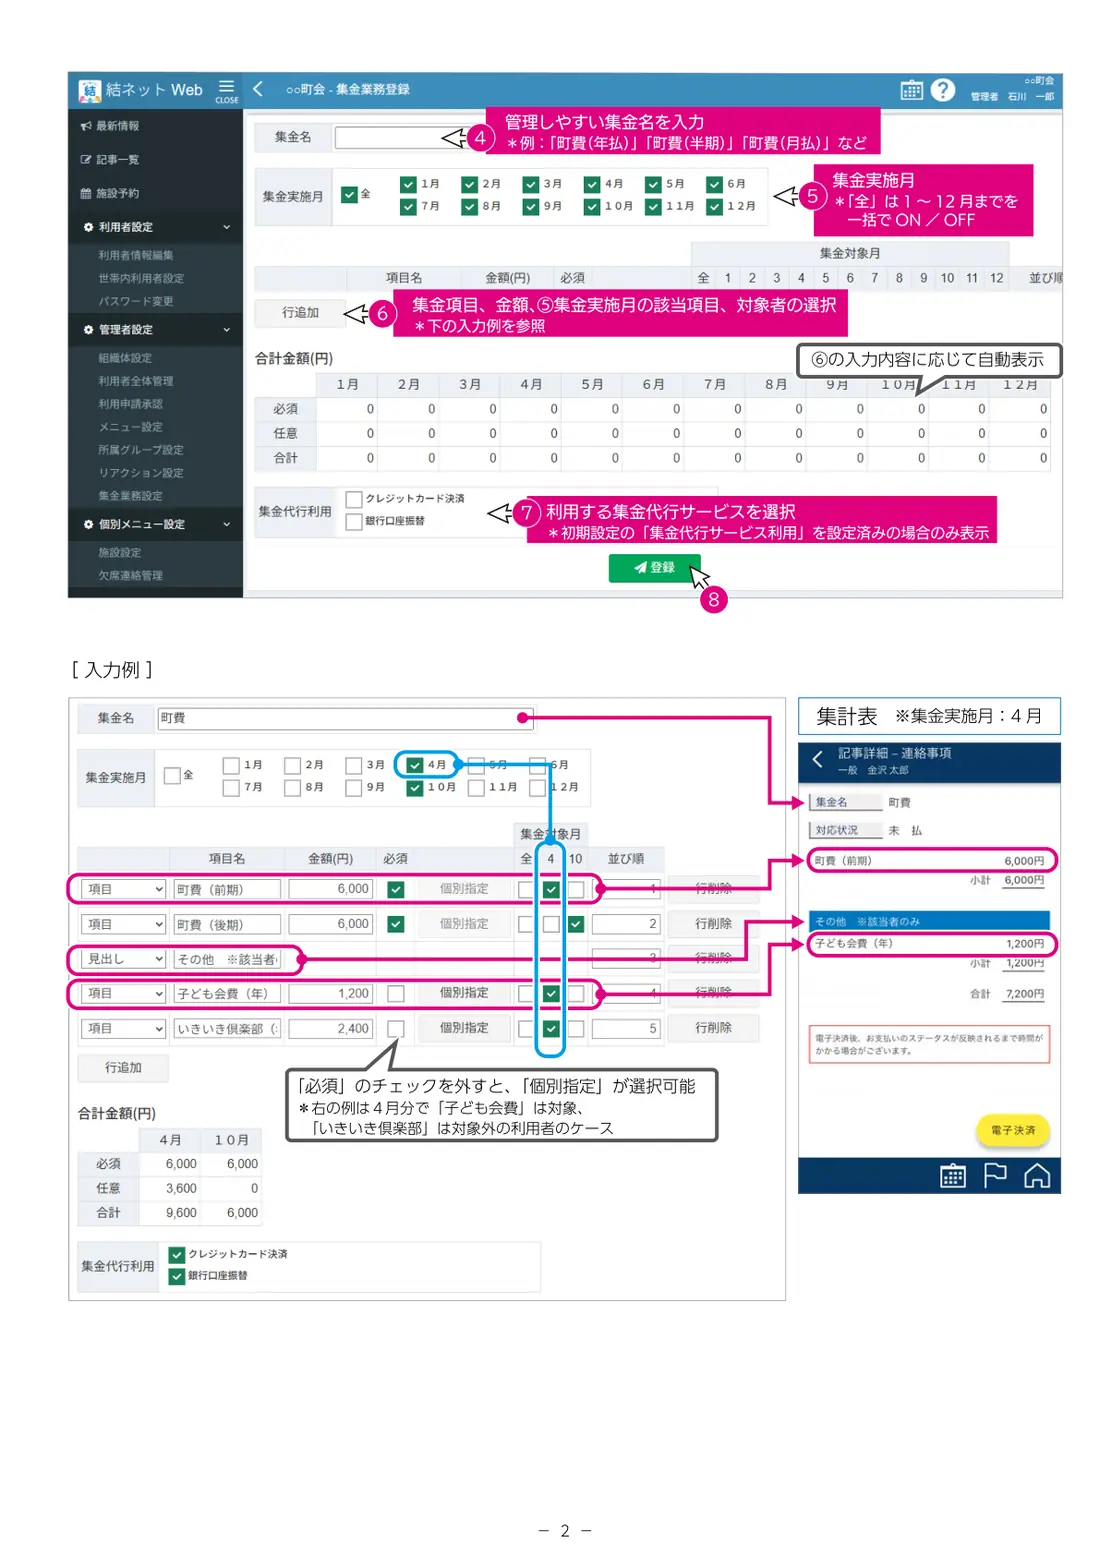 結ネット Web
CLOSE
○○町会 - 集金業務登録
○○町会
管理者　石川　一郎
最新情報
記事一覧
施設予約
利用者設定
利用者情報編集
世帯内利用者設定
パスワード変更
管理者設定
組織体設定
利用者全体管理
利用申請承認
メニュー設定
所属グループ設定
リアクション設定
集金業務設定
個別メニュー設定
施設設定
欠席連絡管理
集金名
④ 管理しやすい集金名を入力
＊例：「町費（年払）」「町費（半期）」「町費（月払）」など
集金実施月
全
1月 2月 3月 4月 5月 6月
7月 8月 9月 10月 11月 12月
⑤ 集金実施月
＊「全」は 1 ～ 12 月までを
一括で ON ／ OFF
集金対象月
項目名 金額(円) 必須 全 1 2 3 4 5 6 7 8 9 10 11 12 並び順
行追加
⑥ 集金項目、金額、⑤集金実施月の該当項目、対象者の選択
＊下の入力例を参照
合計金額(円)
⑥の入力内容に応じて自動表示
1月 2月 3月 4月 5月 6月 7月 8月 9月 10月 11月 12月
必須 0 0 0 0 0 0 0 0 0 0 0 0
任意 0 0 0 0 0 0 0 0 0 0 0 0
合計 0 0 0 0 0 0 0 0 0 0 0 0
集金代行利用
クレジットカード決済
銀行口座振替
⑦ 利用する集金代行サービスを選択
＊初期設定の「集金代行サービス利用」を設定済みの場合のみ表示
登録
⑧
［ 入力例 ］
集金名 町費
集金実施月
全
1月 2月 3月 4月 5月 6月
7月 8月 9月 10月 11月 12月
集金対象月
項目名 金額(円) 必須 全 4 10 並び順
項目 町費（前期） 6,000 個別指定 1 行削除
項目 町費（後期） 6,000 個別指定 2 行削除
見出し その他　※該当者 3 行削除
項目 子ども会費（年） 1,200 個別指定 4 行削除
項目 いきいき倶楽部（ 2,400 個別指定 5 行削除
行追加
「必須」のチェックを外すと、「個別指定」が選択可能
＊右の例は 4 月分で「子ども会費」は対象、
「いきいき倶楽部」は対象外の利用者のケース
合計金額(円)
4月 10月
必須 6,000 6,000
任意 3,600 0
合計 9,600 6,000
集金代行利用
クレジットカード決済
銀行口座振替
集計表　※集金実施月：4 月
記事詳細 – 連絡事項
一般　金沢 太郎
集金名 町費
対応状況 未　払
町費（前期） 6,000円
小計 6,000円
その他　※該当者のみ
子ども会費（年） 1,200円
小計 1,200円
合計 7,200円
電子決済後、お支払いのステータスが反映されるまで時間が
かかる場合がございます。
電子決済
－ 2 －